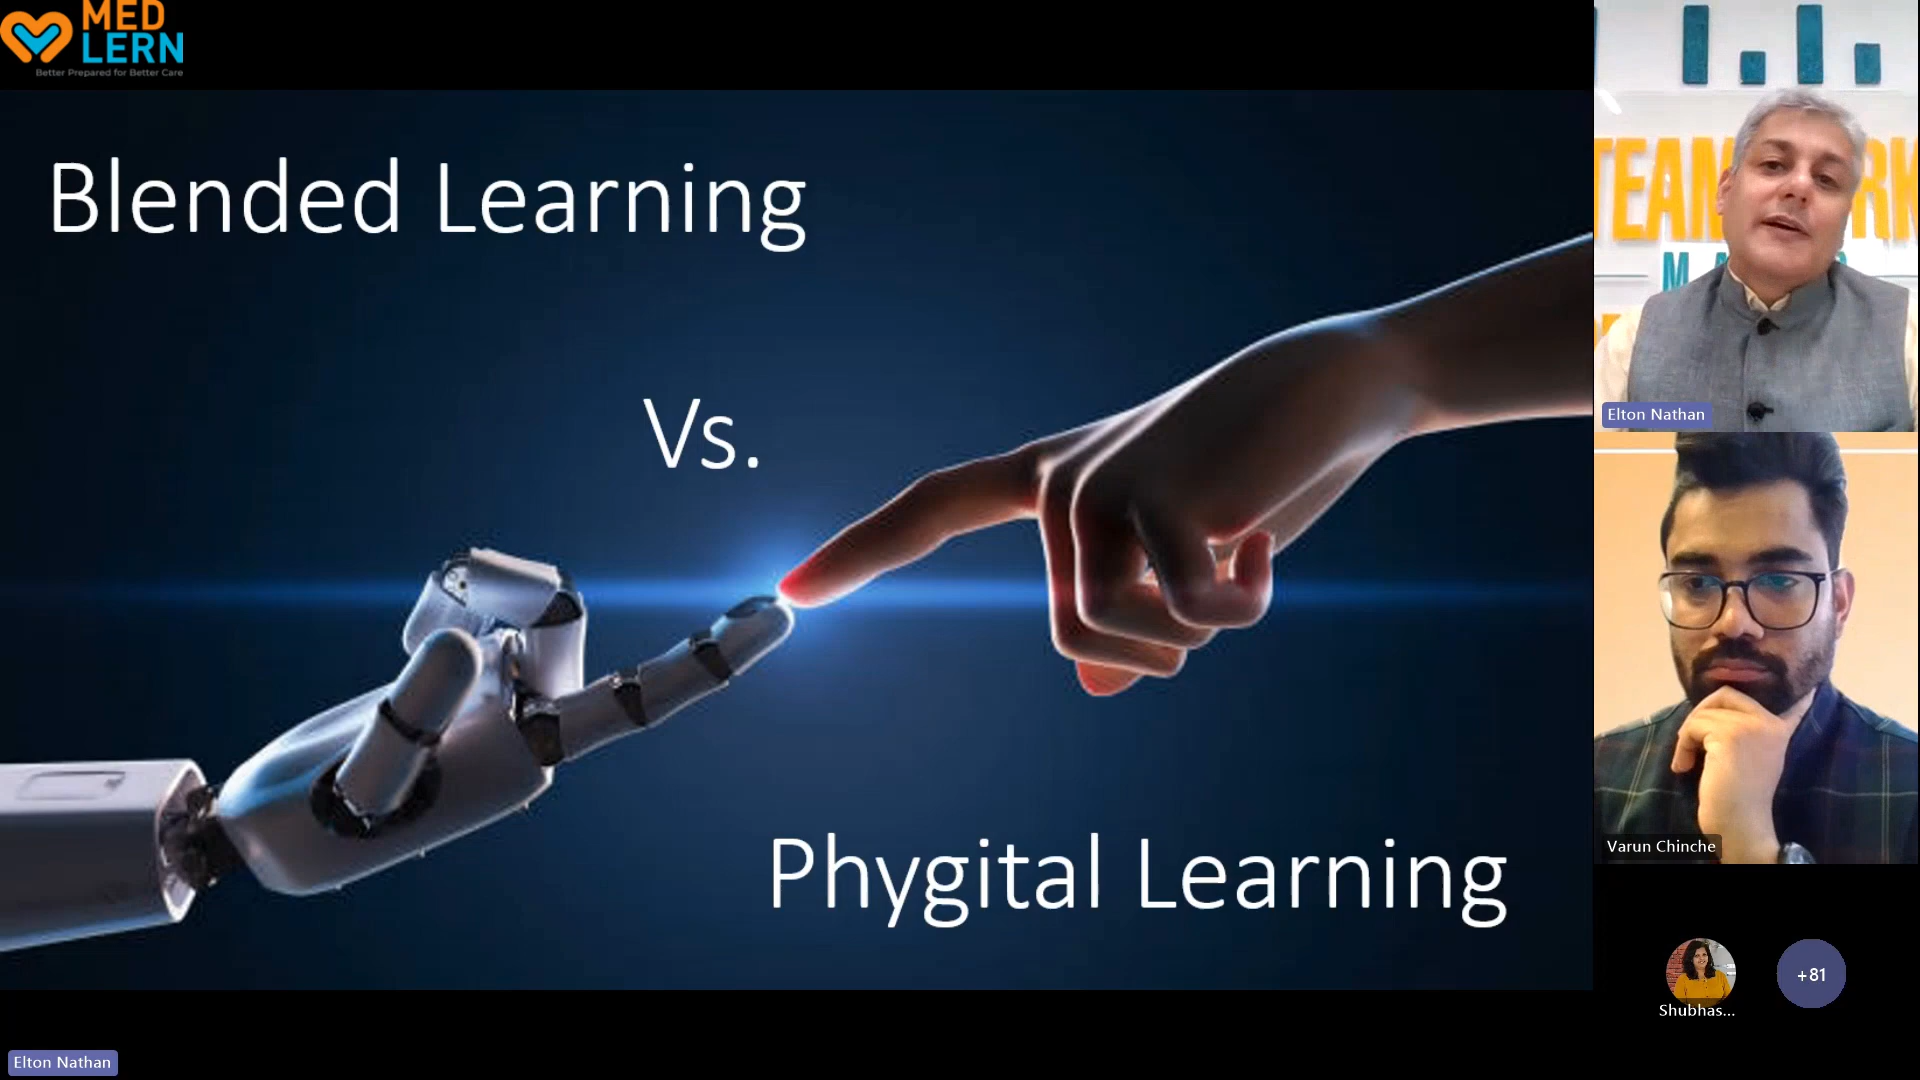 MED
LERN
Better Prepared for Better Care
Blended Learning
Vs.
Phygital Learning
Elton Nathan
Varun Chinche
Shubhas...
+81
Elton Nathan